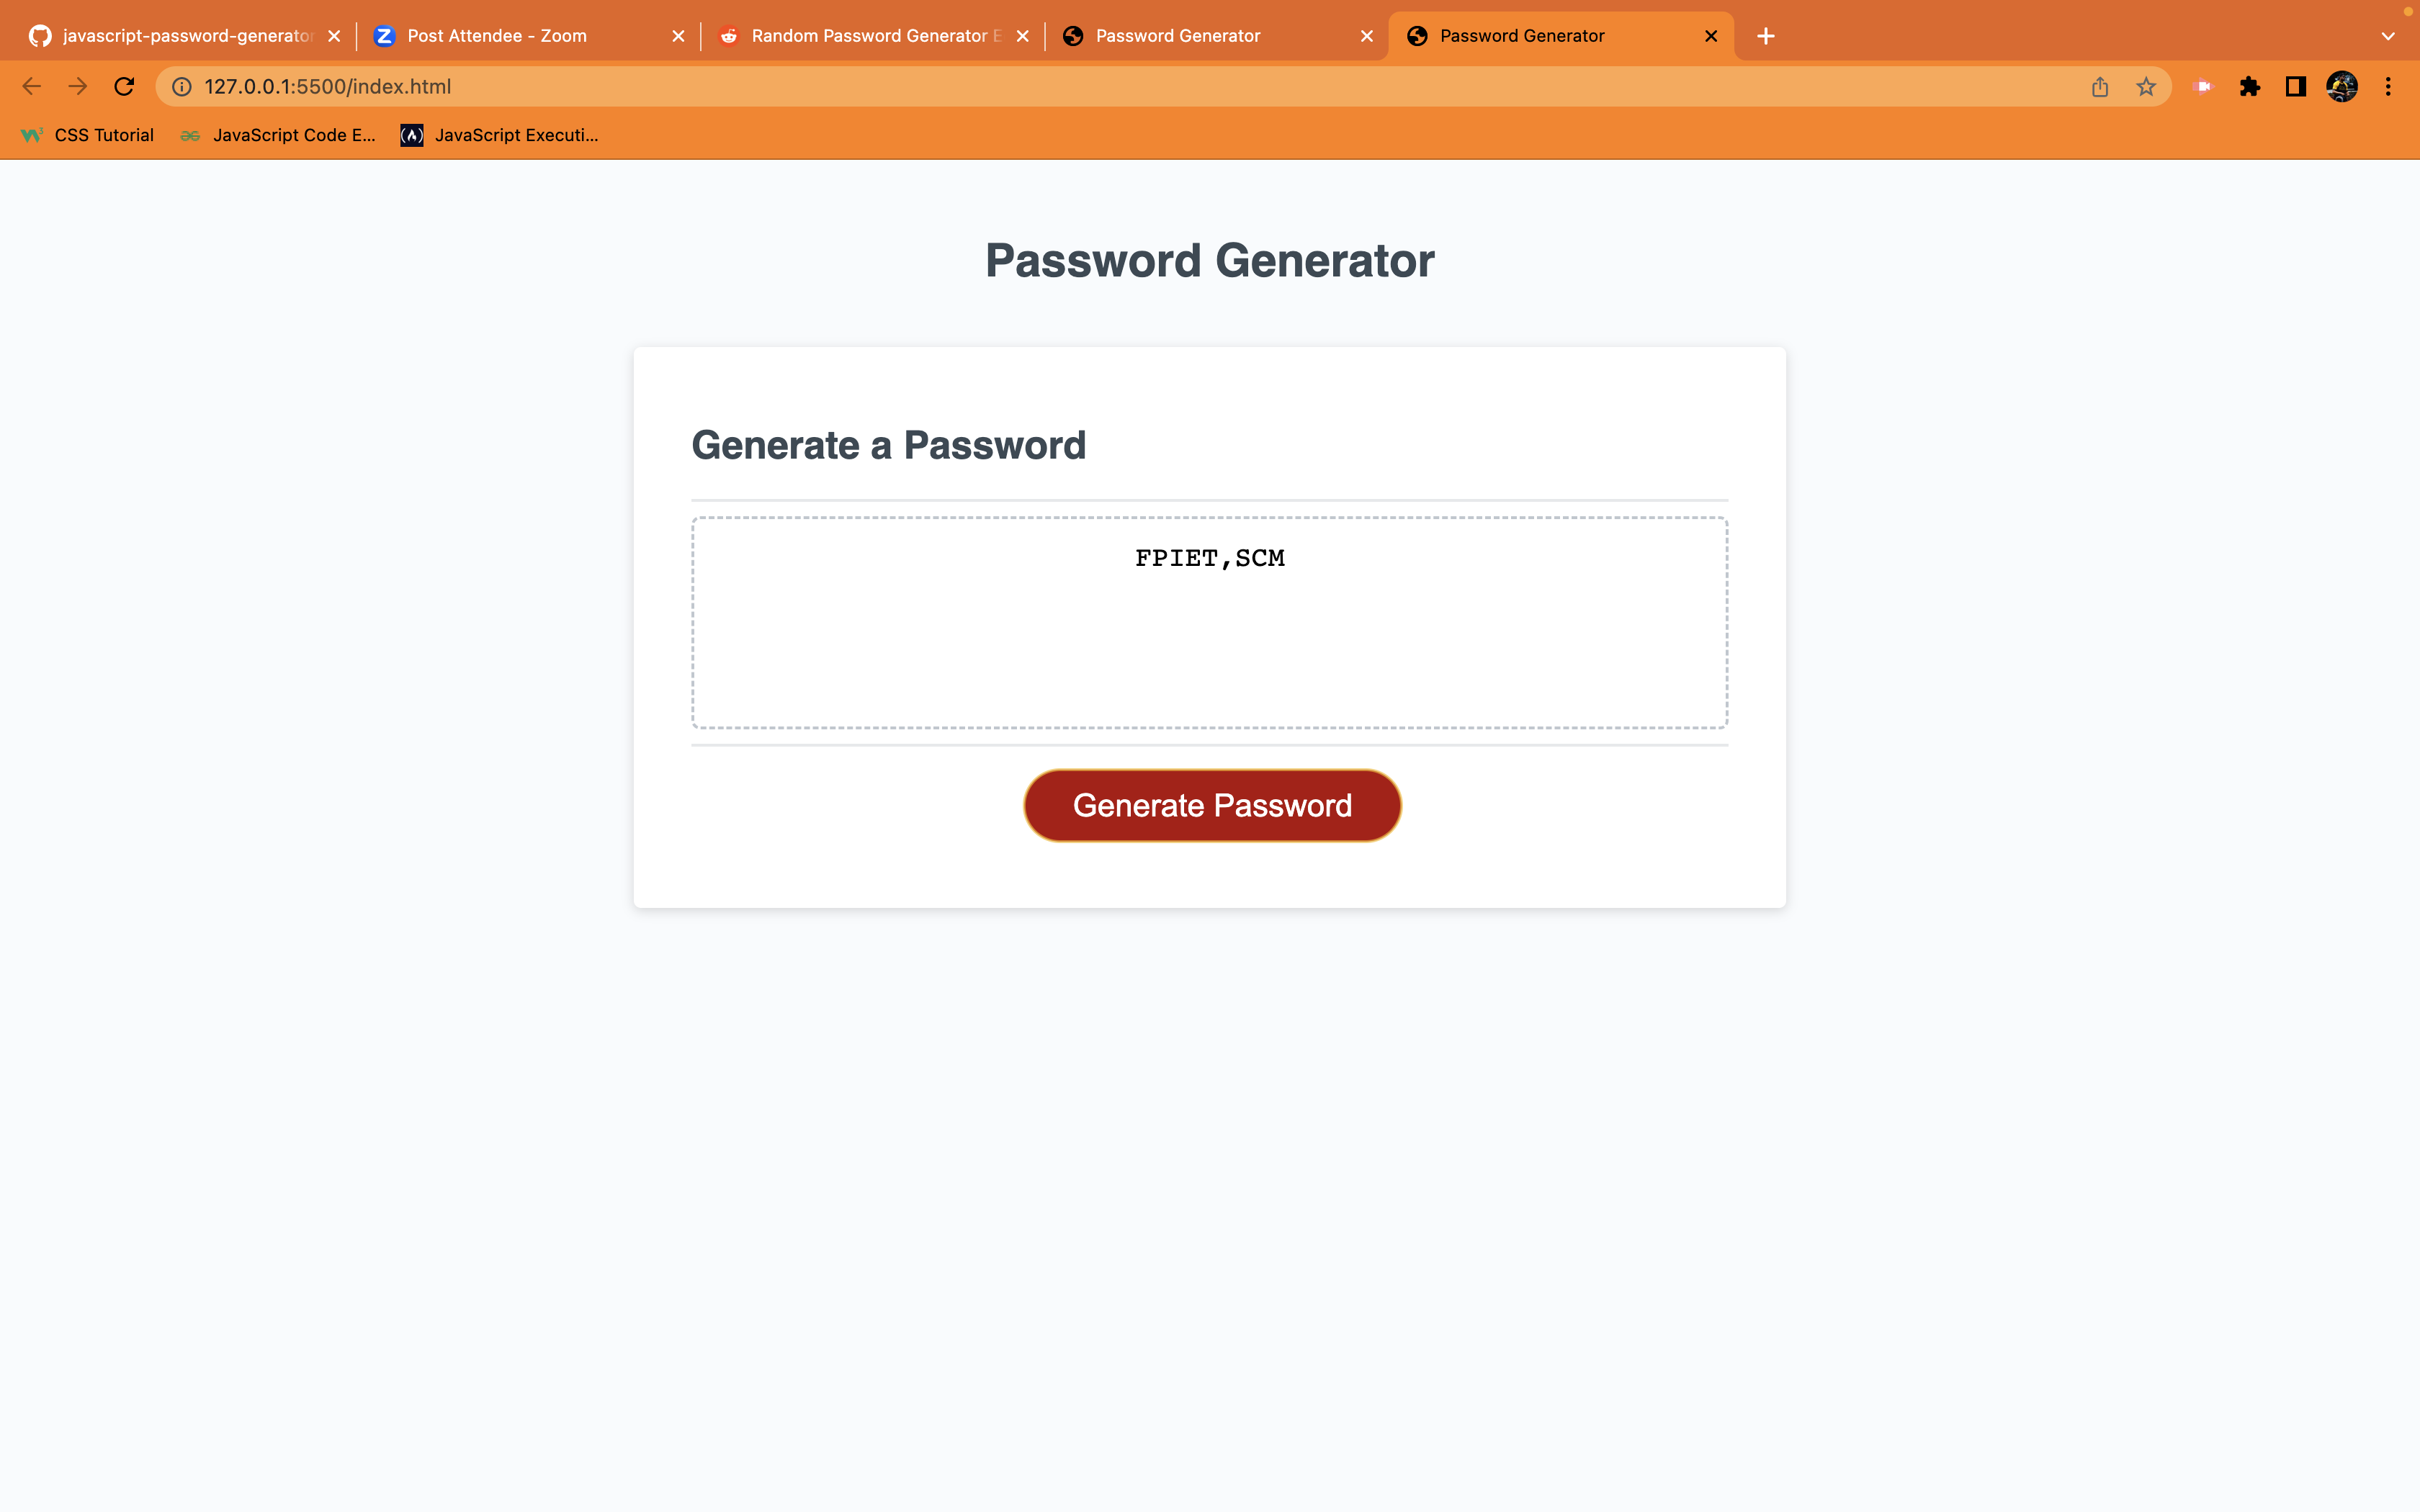 javascript-password-generator
Post Attendee - Zoom
Random Password Generator E
Password Generator
Password Generator
127.0.0.1:5500/index.html
CSS Tutorial
JavaScript Code E...
JavaScript Executi...
Password Generator
Generate a Password
FPIET,SCM
Generate Password